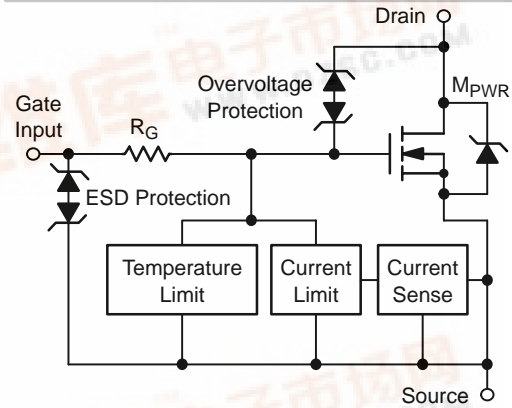 Drain
Overvoltage
Protection
MPWR
Gate
Input
RG
ESD Protection
Temperature
Limit
Current
Limit
Current
Sense
Source